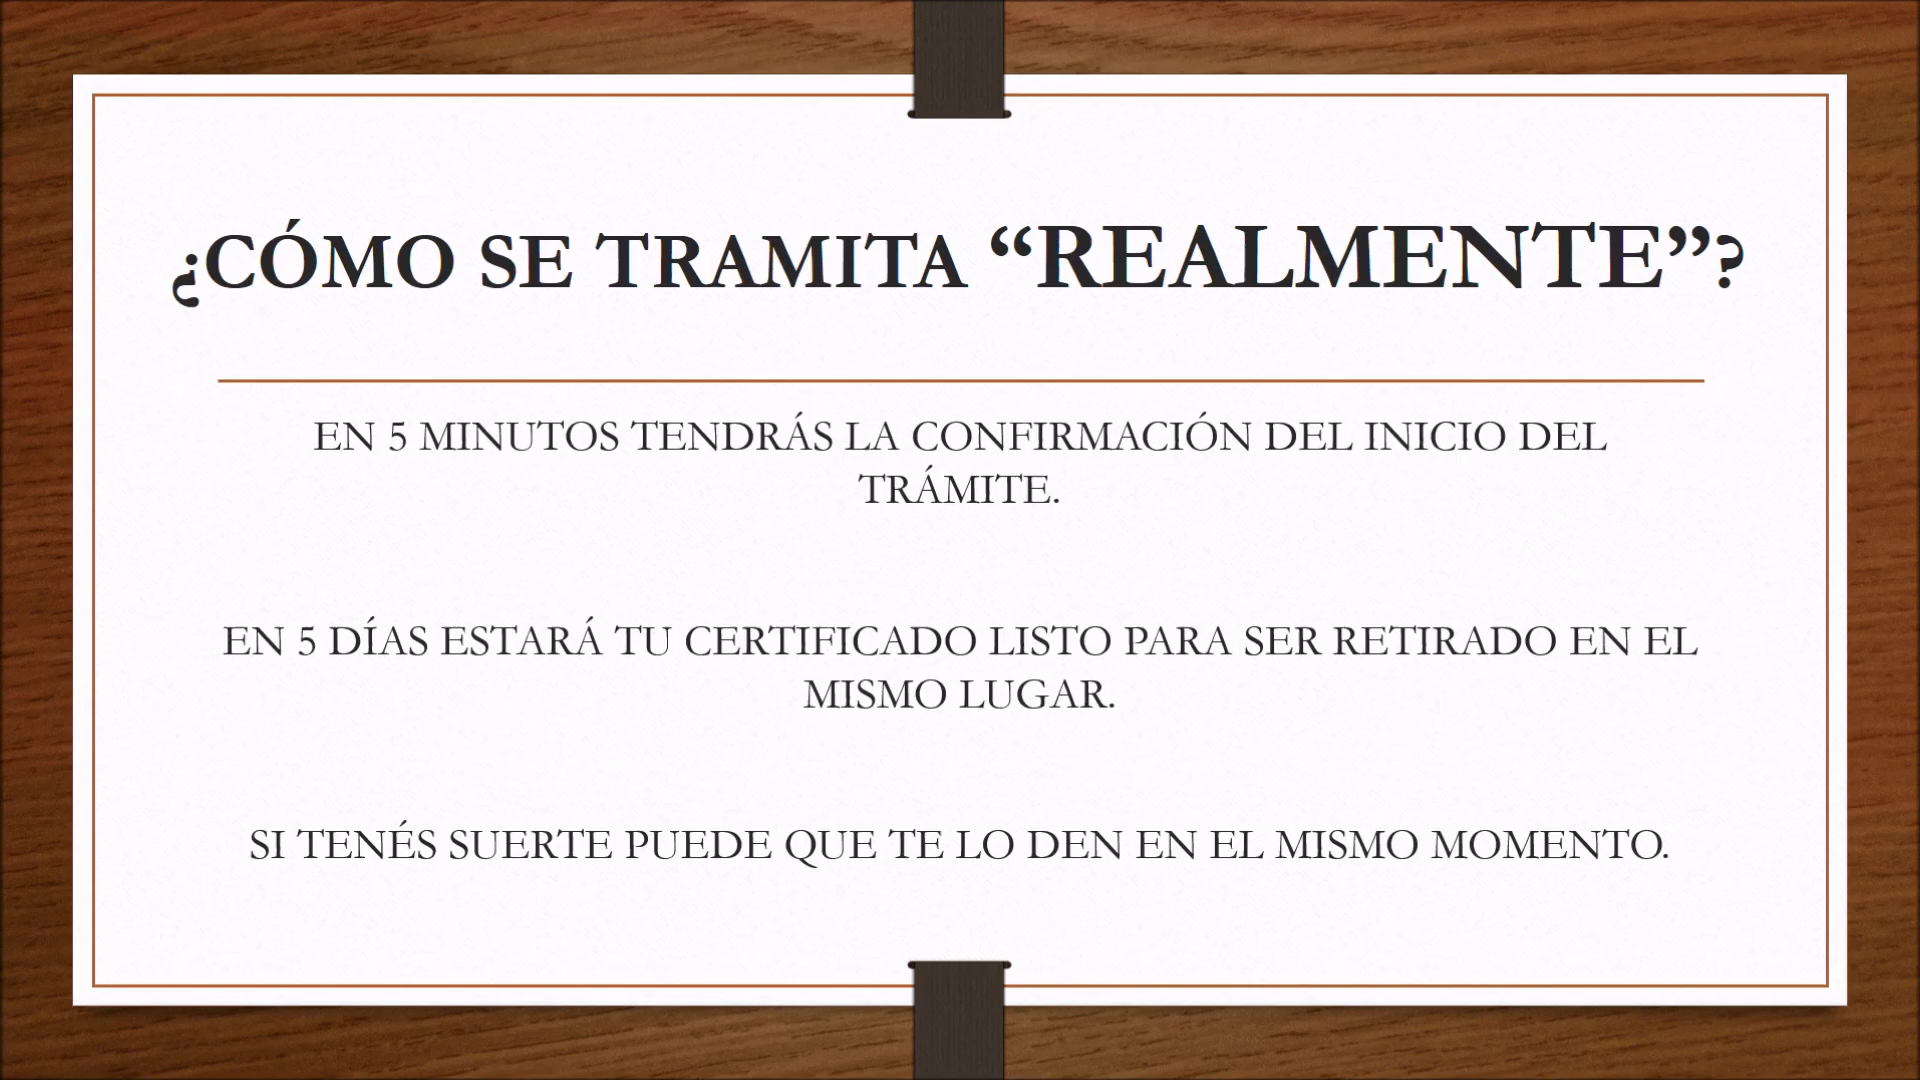 ¿CÓMO SE TRAMITA “REALMENTE”?
EN 5 MINUTOS TENDRÁS LA CONFIRMACIÓN DEL INICIO DEL
TRÁMITE.
EN 5 DÍAS ESTARÁ TU CERTIFICADO LISTO PARA SER RETIRADO EN EL
MISMO LUGAR.
SI TENÉS SUERTE PUEDE QUE TE LO DEN EN EL MISMO MOMENTO.